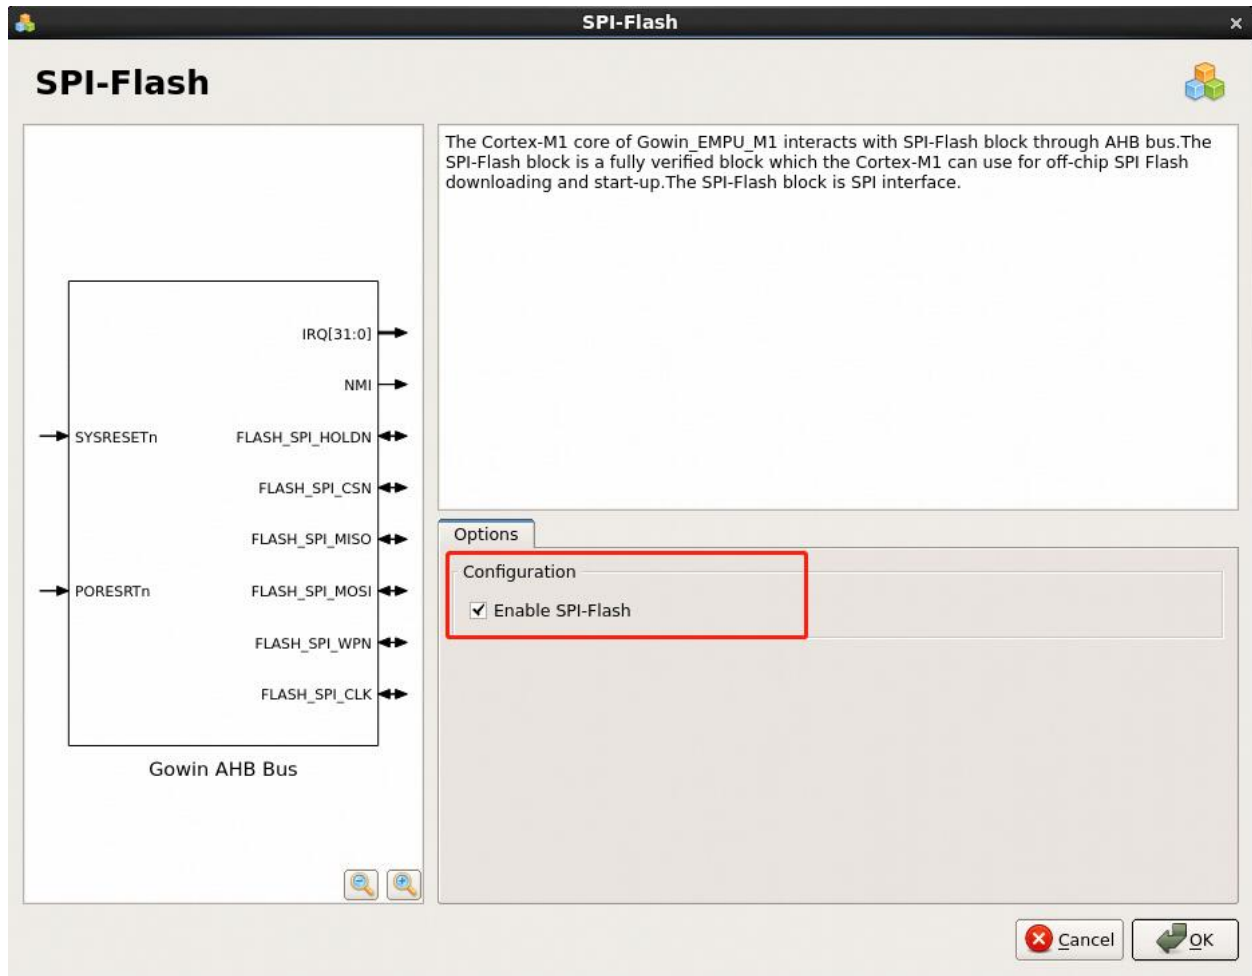 SPI-Flash
SPI-Flash
IRQ[31:0]
NMI
SYSRESETn
FLASH_SPI_HOLDN
FLASH_SPI_CSN
FLASH_SPI_MISO
PORESRTn
FLASH_SPI_MOSI
FLASH_SPI_WPN
FLASH_SPI_CLK
Gowin AHB Bus
The Cortex-M1 core of Gowin_EMPU_M1 interacts with SPI-Flash block through AHB bus.The
SPI-Flash block is a fully verified block which the Cortex-M1 can use for off-chip SPI Flash
downloading and start-up.The SPI-Flash block is SPI interface.
Options
Configuration
Enable SPI-Flash
Cancel
OK